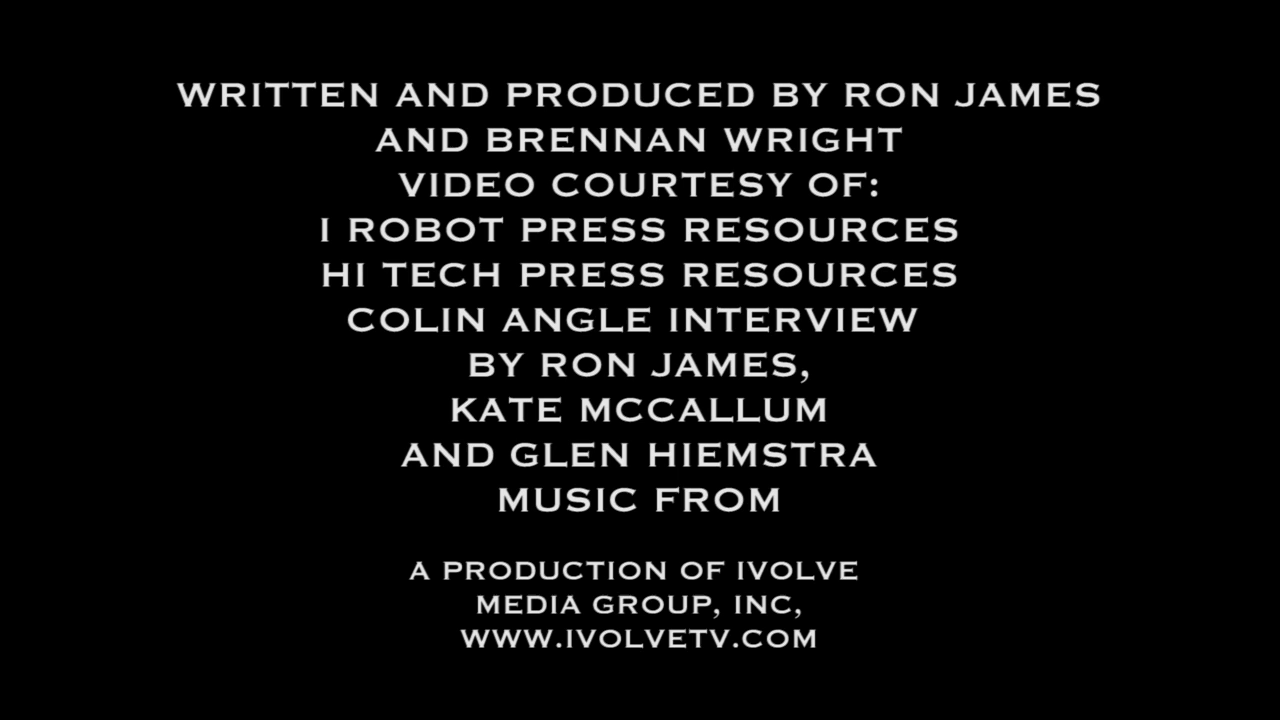 WRITTEN AND PRODUCED BY RON JAMES
AND BRENNAN WRIGHT
VIDEO COURTESY OF:
I ROBOT PRESS RESOURCES
HI TECH PRESS RESOURCES
COLIN ANGLE INTERVIEW
BY RON JAMES,
KATE MCCALLUM
AND GLEN HIEMSTRA
MUSIC FROM
A PRODUCTION OF IVOLVE
MEDIA GROUP, INC,
WWW.IVOLVETV.COM